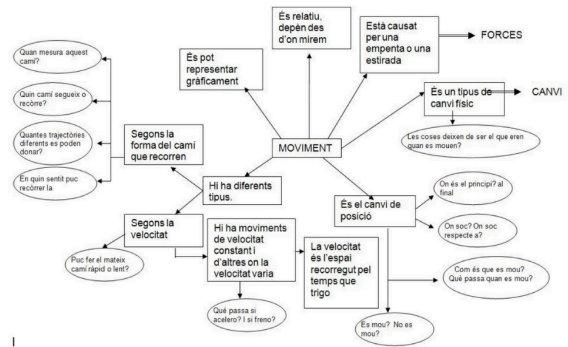 Quan mesura aquest
camí?
Quin camí segueix o
recòrre?
Quantes trajectòries
diferents es poden
donar?
En quin sentit puc
recòrrer la
Segons la
forma del camí
que recorren
És pot
representar
gràficament
És relatiu,
depèn des
d'on mirem
Està causat
per una
empenta o una
estirada
FORCES
És un tipus de
canvi físic
CANVI
Les coses deixen de ser el que eren
quan es mouen?
MOVIMENT
Hi ha diferents
tipus.
Segons la
velocitat
Puc fer el mateix
camí ràpid o lent?
Hi ha moviments
de velocitat
constant i
d'altres on la
velocitat varia
Qué passa si
acelero? I si freno?
La velocitat
és l'espai
recorregut pel
temps que
trigo
És el canvi de
posició
On és el principi? al
final
On soc? On soc
respecte a?
Com és que es mou?
Qué passa quan es mou?
Es mou? No es
mou?